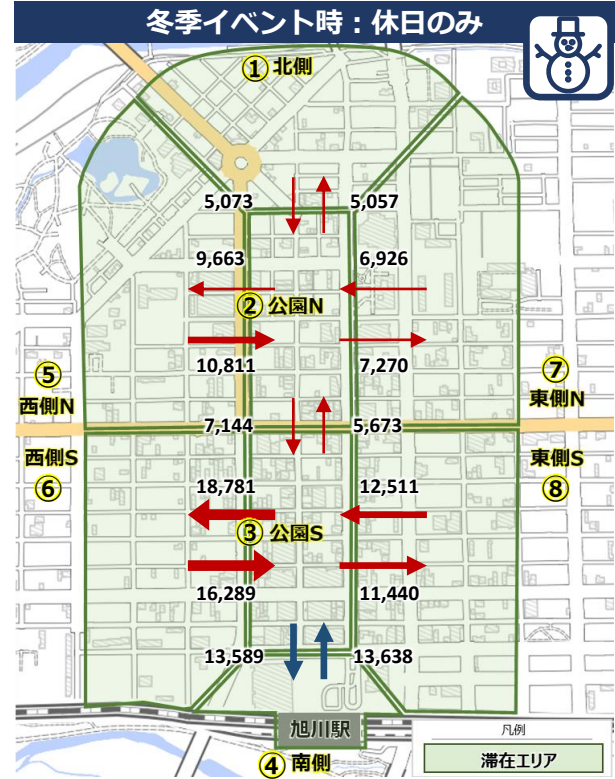 冬季イベント時：休日のみ
① 北側
5,073
5,057
9,663
6,926
② 公園N
10,811
7,270
⑤
西側N
⑦
東側N
7,144
5,673
西側S
⑥
東側S
⑧
18,781
12,511
③ 公園S
16,289
11,440
13,589
13,638
旭川駅
④ 南側
凡例
滞在エリア